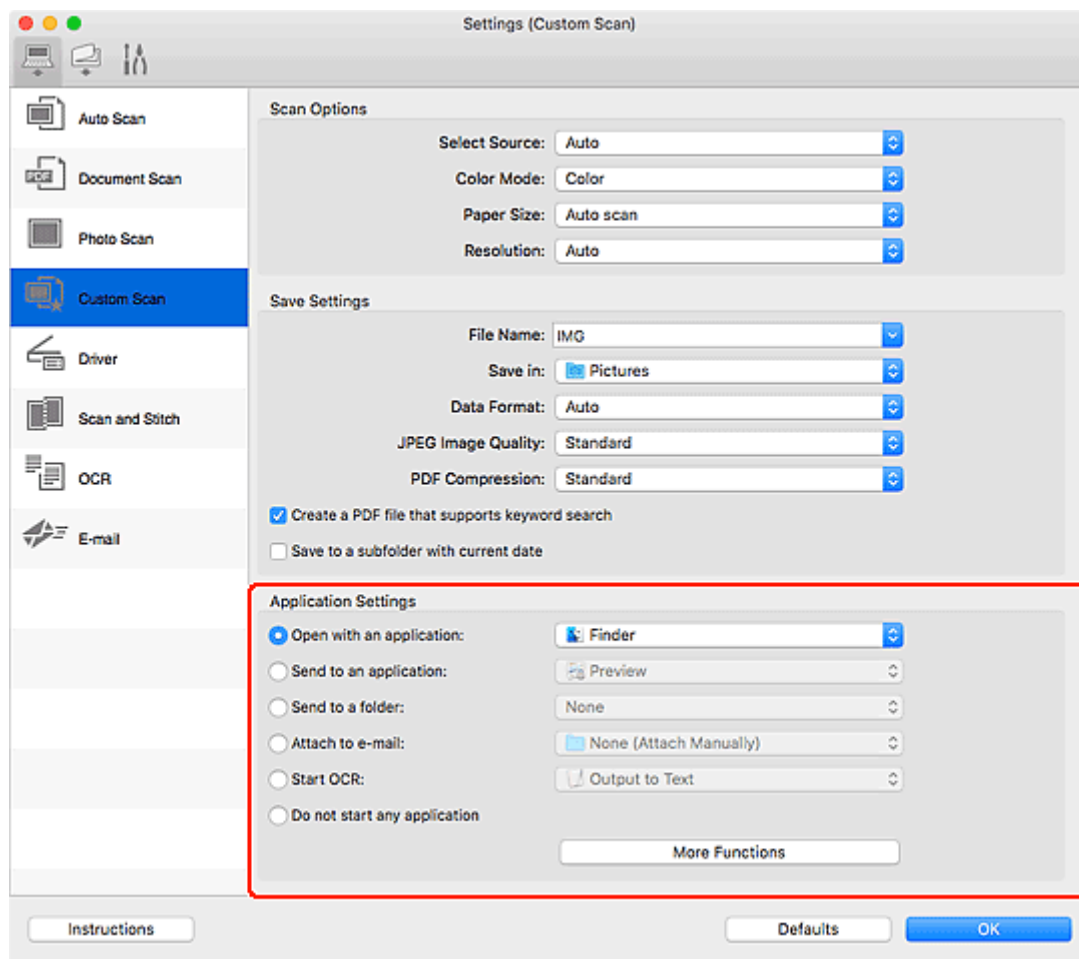 Settings (Custom Scan)
Auto Scan
PDF
Document Scan
Photo Scan
Custom Scan
Driver
Scan and Stitch
OCR
E-mail
Scan Options
Select Source: Auto
Color Mode: Color
Paper Size: Auto scan
Resolution: Auto
Save Settings
File Name: IMG
Save in: Pictures
Data Format: Auto
JPEG Image Quality: Standard
PDF Compression: Standard
Create a PDF file that supports keyword search
Save to a subfolder with current date
Application Settings
Open with an application: Finder
Send to an application: Preview
Send to a folder: None
Attach to e-mail: None (Attach Manually)
Start OCR: Output to Text
Do not start any application
More Functions
Instructions Defaults OK